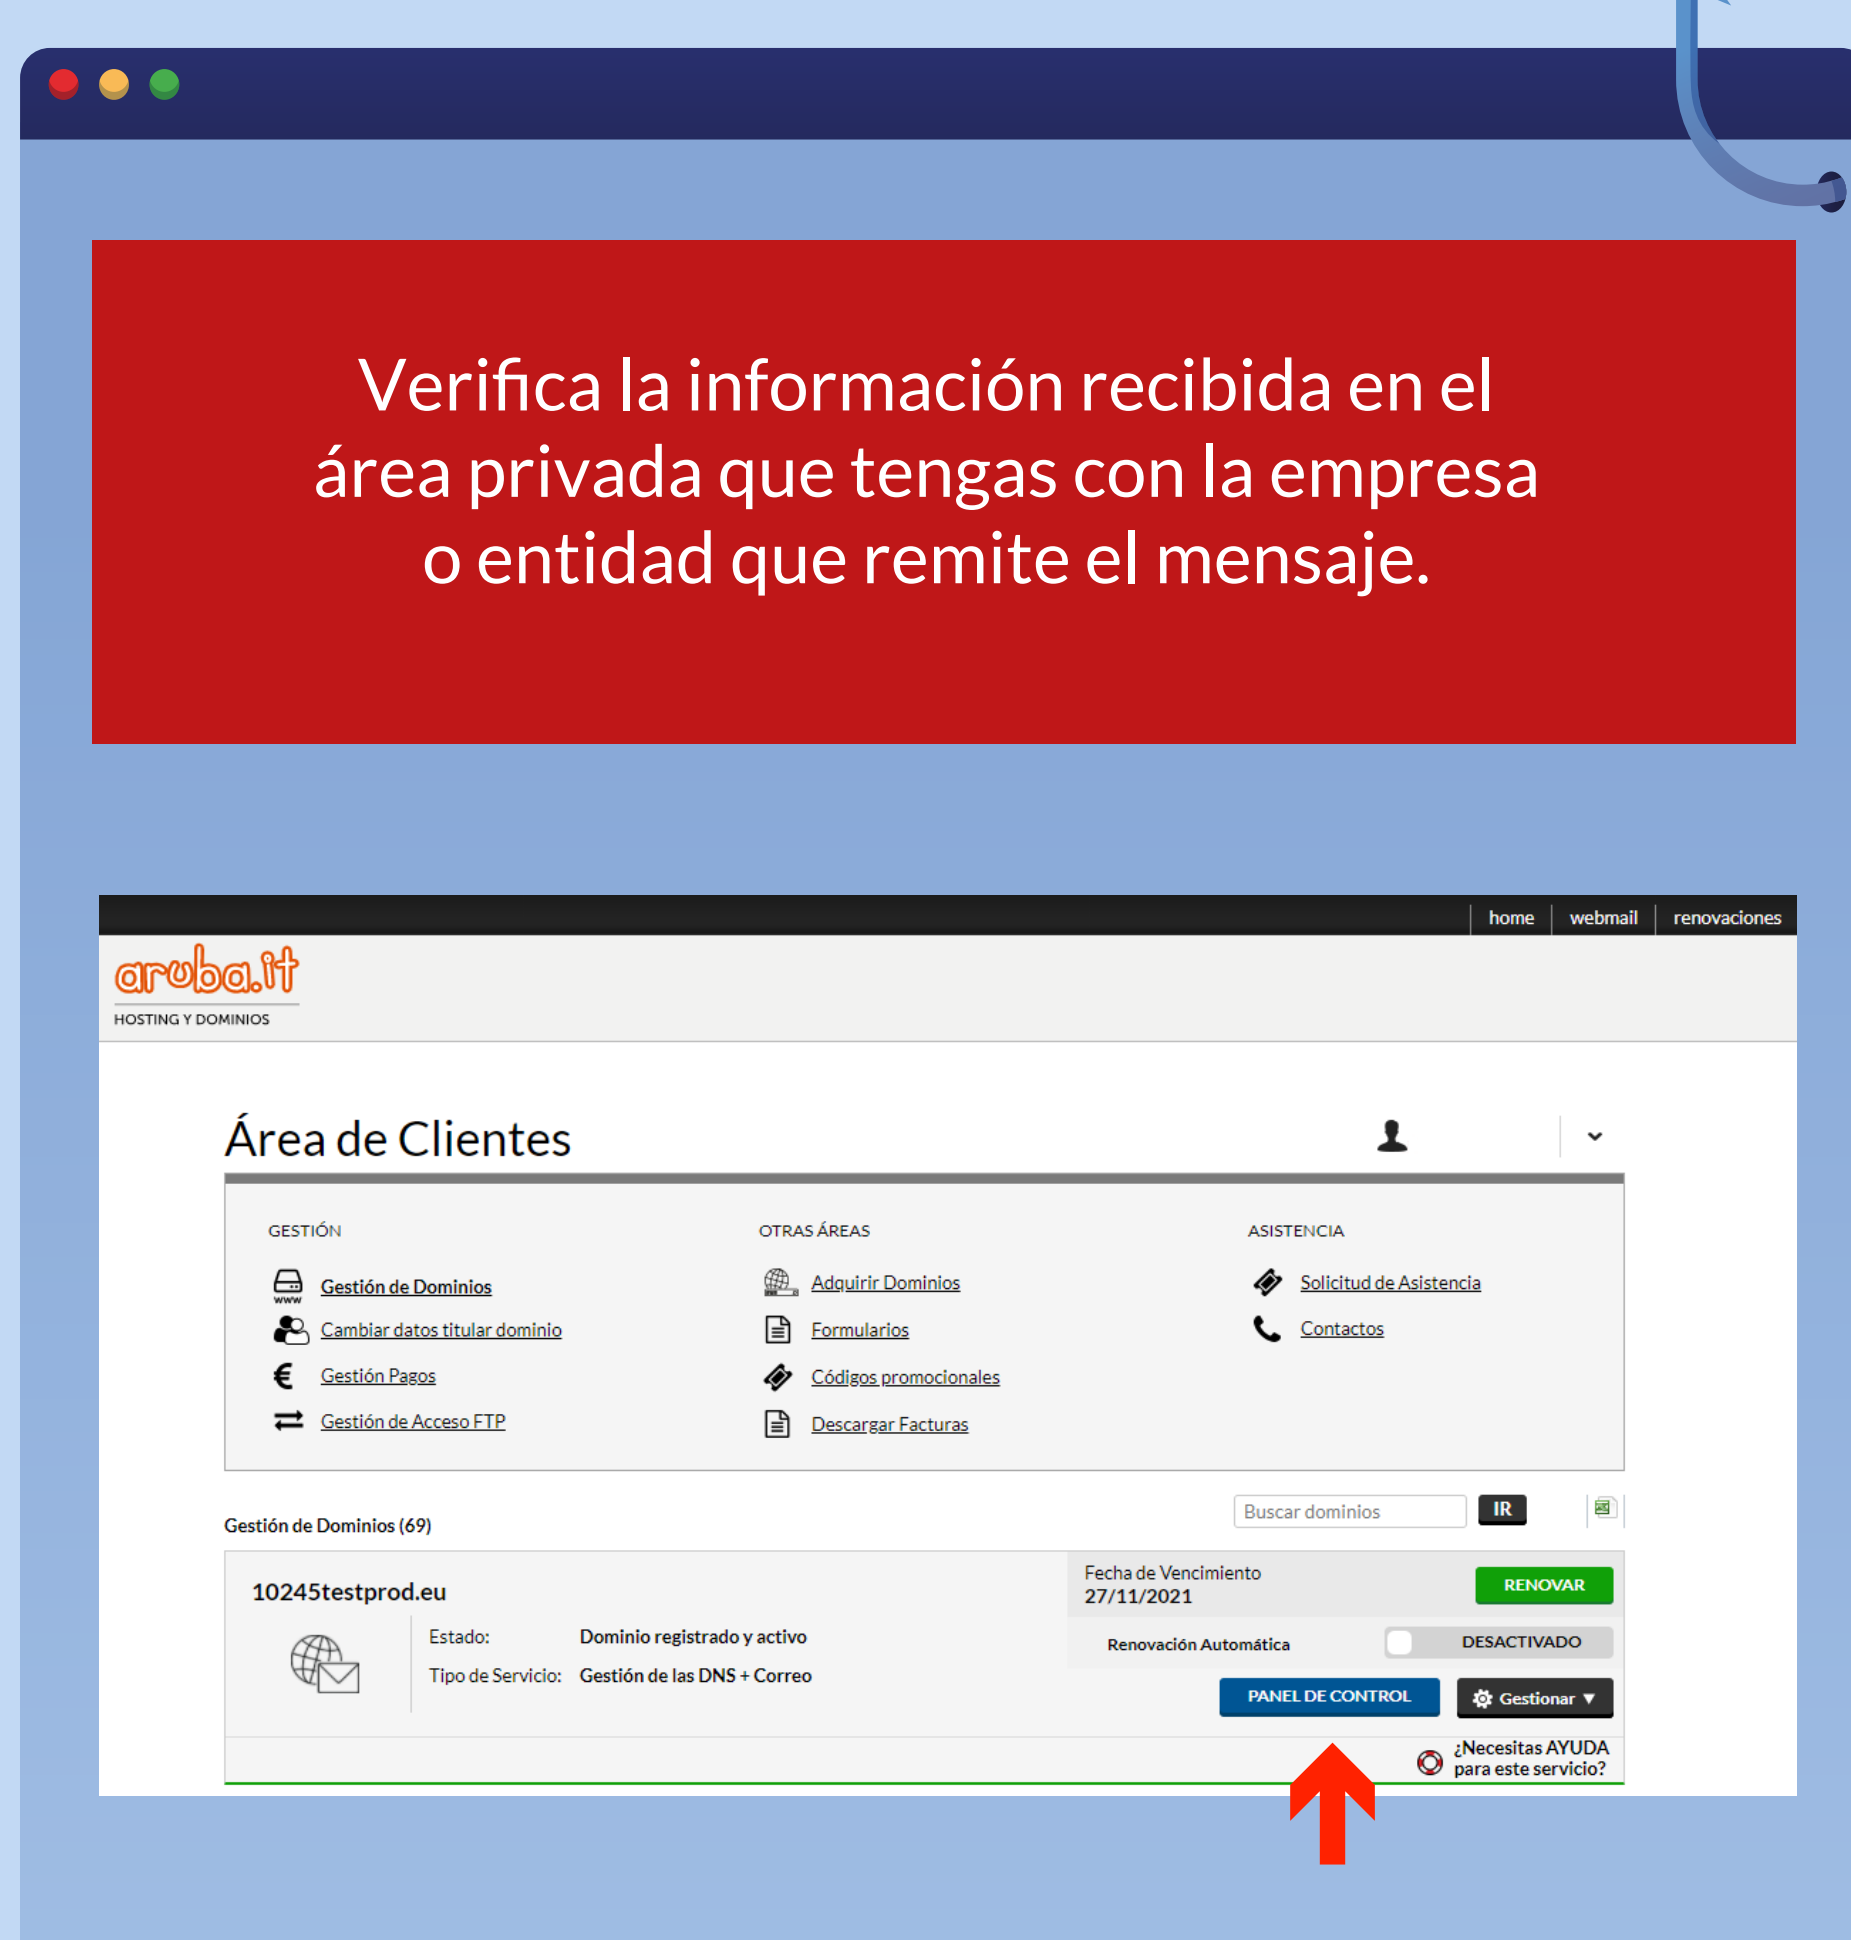 Verifica la información recibida en el
área privada que tengas con la empresa
o entidad que remite el mensaje.
home webmail renovaciones
aruba.it
HOSTING Y DOMINIOS
Área de Clientes
GESTIÓN
www
Gestión de Dominios
Cambiar datos titular dominio
€ Gestión Pagos
Gestión de Acceso FTP
OTRAS ÁREAS
Adquirir Dominios
Formularios
Códigos promocionales
Descargar Facturas
ASISTENCIA
Solicitud de Asistencia
Contactos
Gestión de Dominios (69)
Buscar dominios IR
10245testprod.eu
Estado: Dominio registrado y activo
Tipo de Servicio: Gestión de las DNS + Correo
Fecha de Vencimiento
27/11/2021
RENOVAR
Renovación Automática DESACTIVADO
PANEL DE CONTROL Gestionar ▼
¿Necesitas AYUDA
para este servicio?